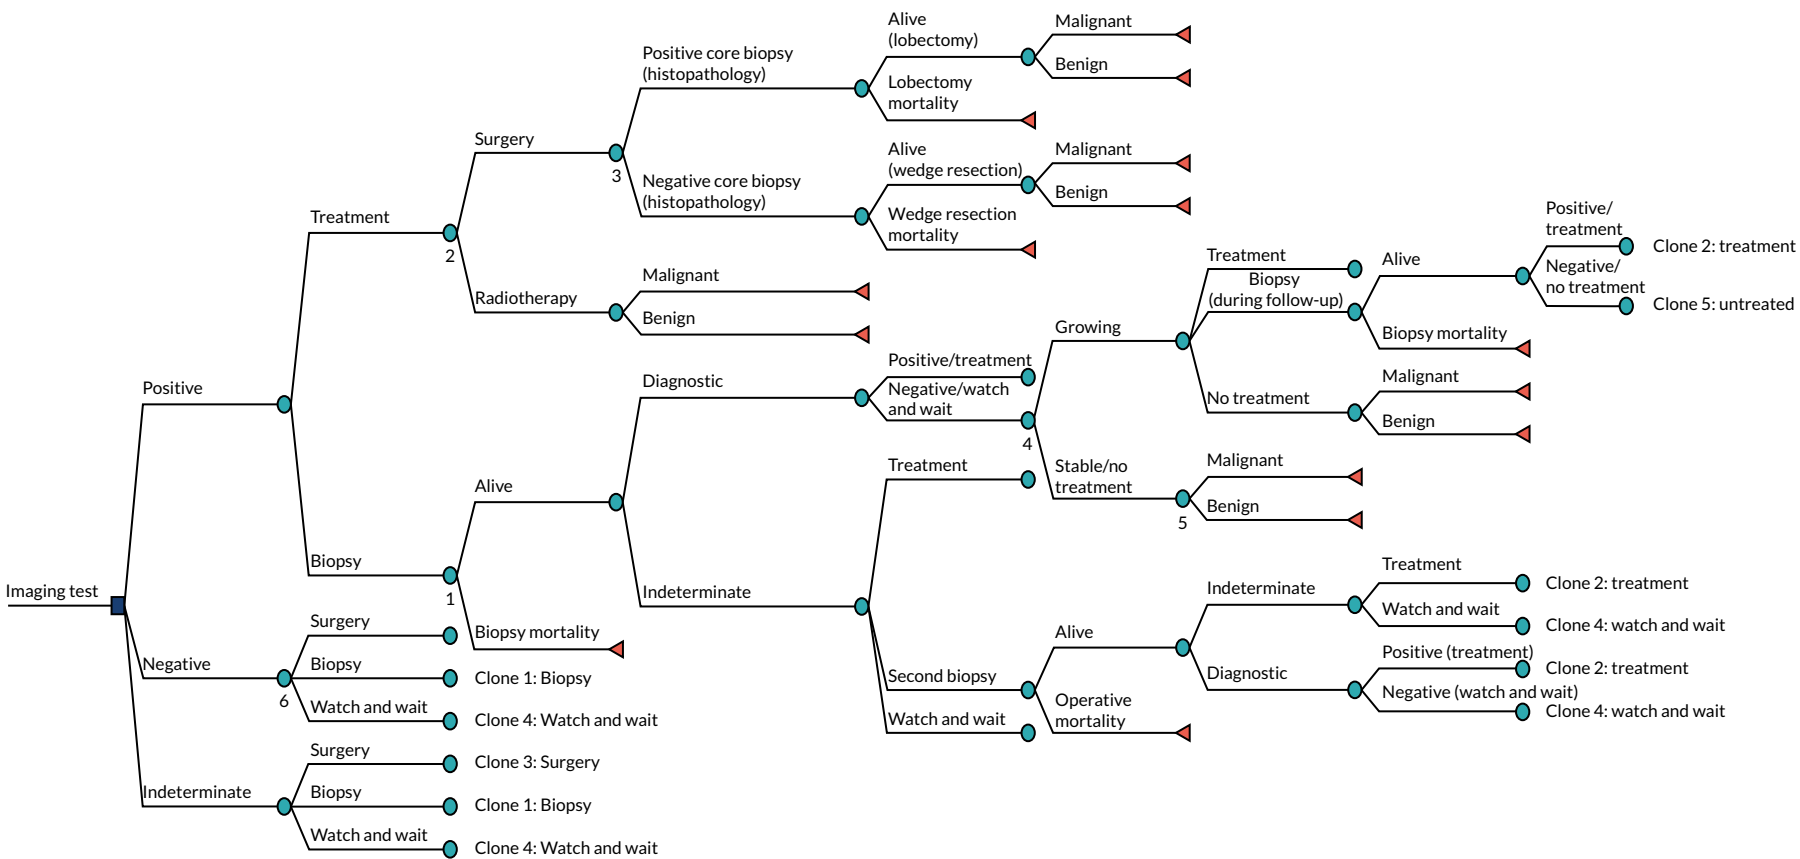 Imaging test
Positive
Treatment
Surgery
Positive core biopsy
(histopathology)
Alive
(lobectomy)
Malignant
Benign
Lobectomy
mortality
3
Negative core biopsy
(histopathology)
Alive
(wedge resection)
Malignant
Benign
Wedge resection
mortality
2
Radiotherapy
Malignant
Benign
Biopsy
1
Alive
Diagnostic
Positive/treatment
Negative/watch
and wait
4
Growing
Treatment
Biopsy
(during follow-up)
Alive
Positive/
treatment
Clone 2: treatment
Negative/
no treatment
Clone 5: untreated
Biopsy mortality
No treatment
Malignant
Benign
Stable/no
treatment
5
Malignant
Benign
Indeterminate
Treatment
Second biopsy
Alive
Indeterminate
Treatment
Clone 2: treatment
Watch and wait
Clone 4: watch and wait
Diagnostic
Positive (treatment)
Clone 2: treatment
Negative (watch and wait)
Clone 4: watch and wait
Operative
mortality
Watch and wait
Biopsy mortality
Negative
6
Surgery
Biopsy
Clone 1: Biopsy
Watch and wait
Clone 4: Watch and wait
Indeterminate
Surgery
Clone 3: Surgery
Biopsy
Clone 1: Biopsy
Watch and wait
Clone 4: Watch and wait